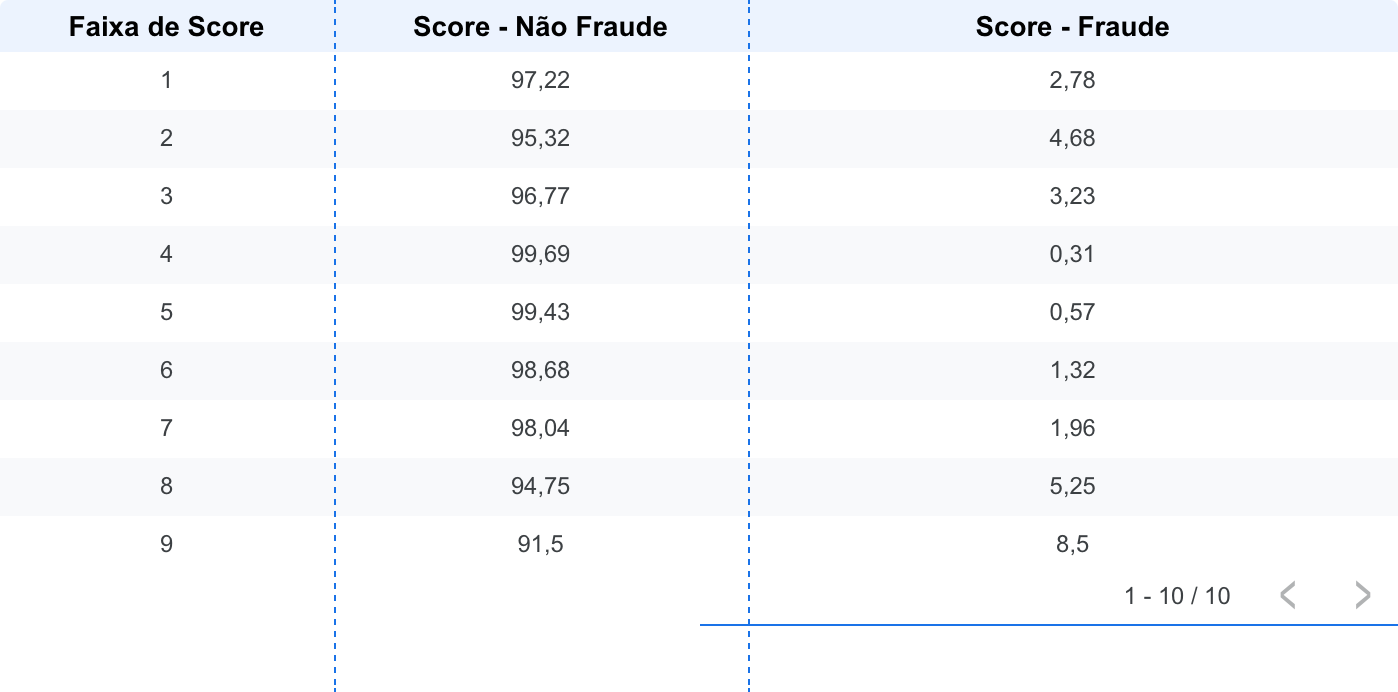 Faixa de Score Score - Não Fraude Score - Fraude
1 97,22 2,78
2 95,32 4,68
3 96,77 3,23
4 99,69 0,31
5 99,43 0,57
6 98,68 1,32
7 98,04 1,96
8 94,75 5,25
9 91,5 8,5
1 - 10 / 10